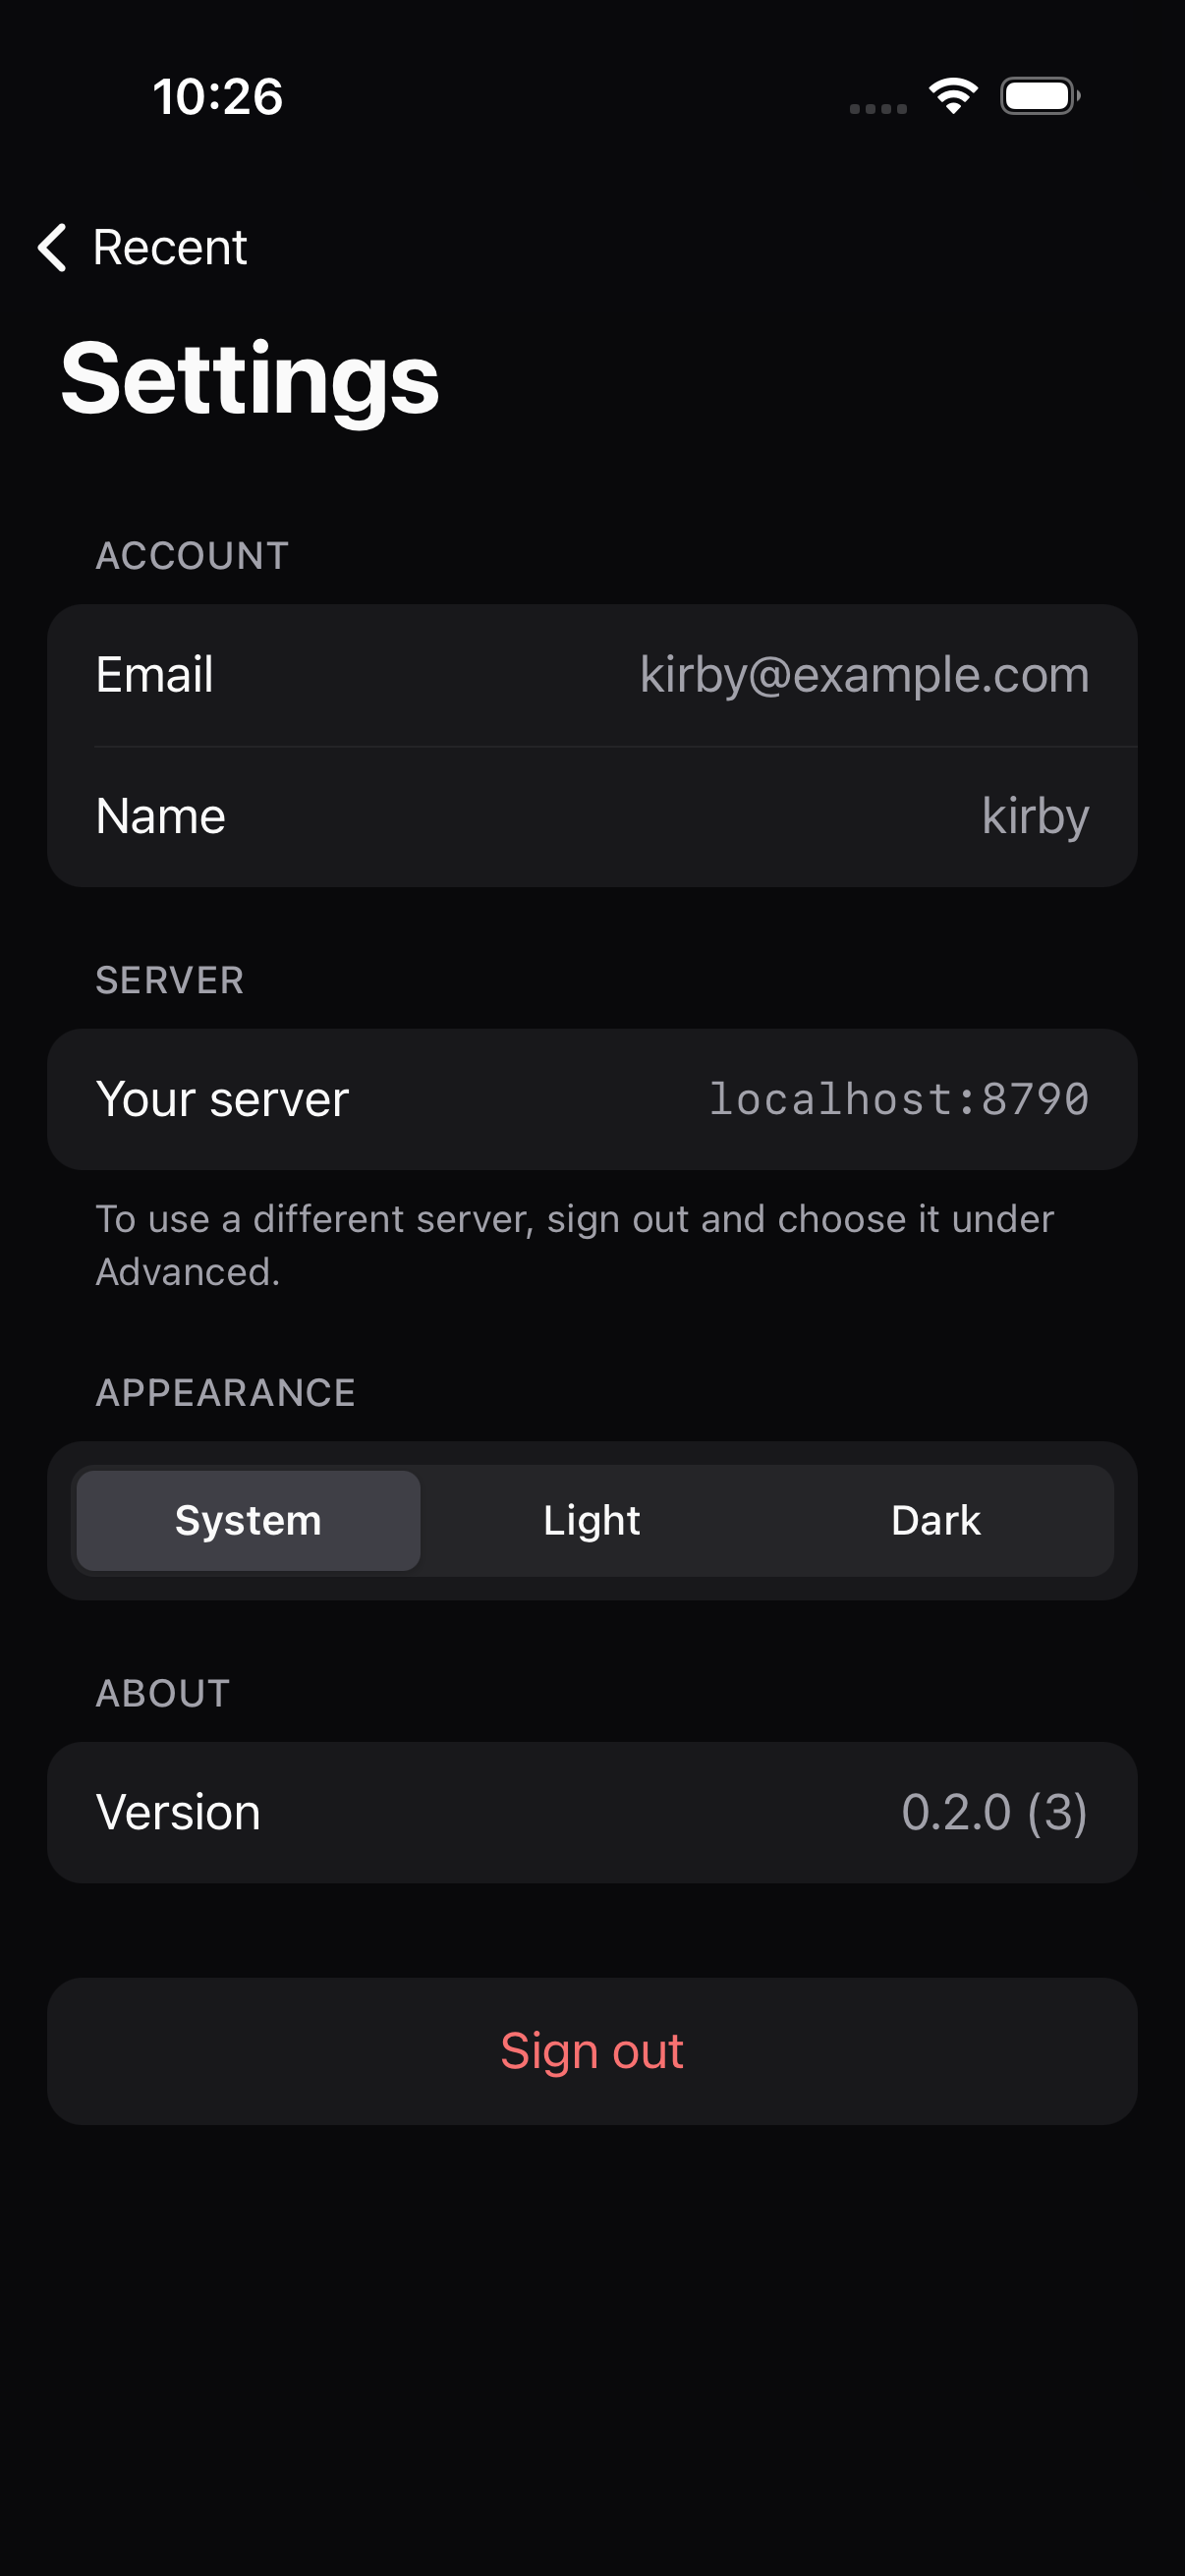 10:26
Recent
Settings
ACCOUNT
Email kirby@example.com
Name kirby
SERVER
Your server localhost:8790
To use a different server, sign out and choose it under
Advanced.
APPEARANCE
System Light Dark
ABOUT
Version 0.2.0 (3)
Sign out